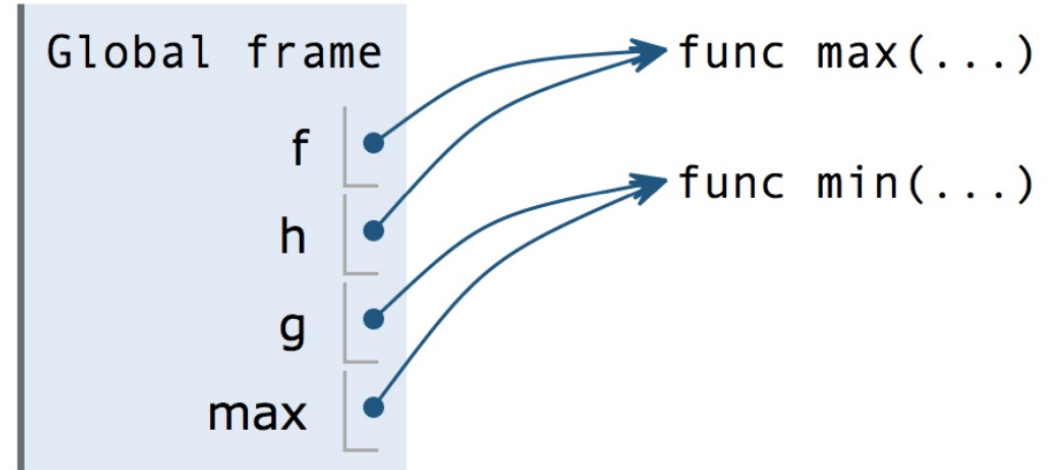 Global frame
func max(...)
f
func min(...)
h
g
max